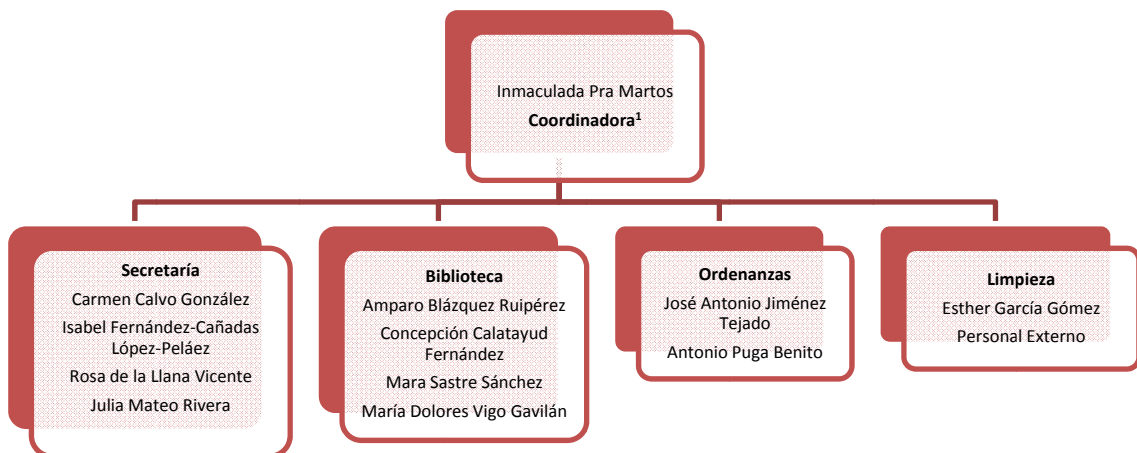 Inmaculada Pra Martos
Coordinadora¹
Secretaría
Carmen Calvo González
Isabel Fernández-Cañadas
López-Peláez
Rosa de la Llana Vicente
Julia Mateo Rivera
Biblioteca
Amparo Blázquez Ruipérez
Concepción Calatayud
Fernández
Mara Sastre Sánchez
María Dolores Vigo Gavilán
Ordenanzas
José Antonio Jiménez
Tejado
Antonio Puga Benito
Limpieza
Esther García Gómez
Personal Externo